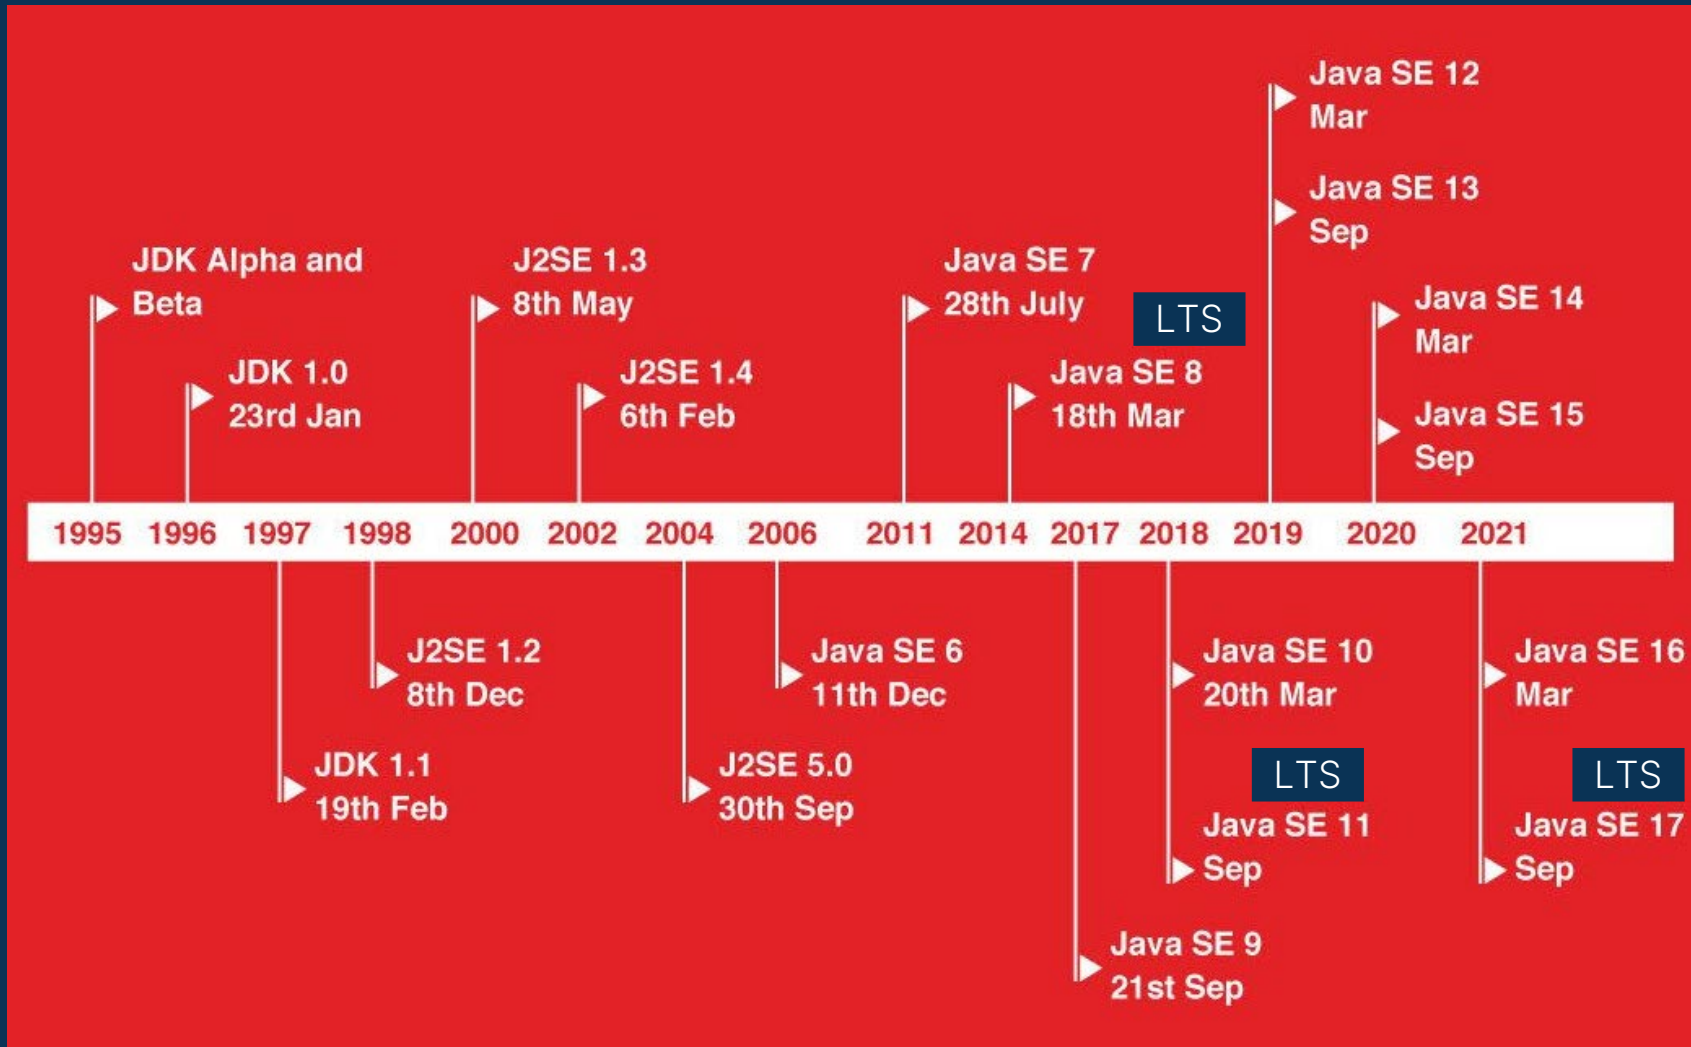 Java SE 12
Mar
Java SE 13
Sep
JDK Alpha and
Beta
J2SE 1.3
8th May
Java SE 7
28th July
LTS
Java SE 14
Mar
JDK 1.0
23rd Jan
J2SE 1.4
6th Feb
Java SE 8
18th Mar
Java SE 15
Sep
1995 1996 1997 1998 2000 2002 2004 2006 2011 2014 2017 2018 2019 2020 2021
J2SE 1.2
8th Dec
Java SE 6
11th Dec
Java SE 10
20th Mar
Java SE 16
Mar
JDK 1.1
19th Feb
J2SE 5.0
30th Sep
LTS
Java SE 11
Sep
LTS
Java SE 17
Sep
Java SE 9
21st Sep